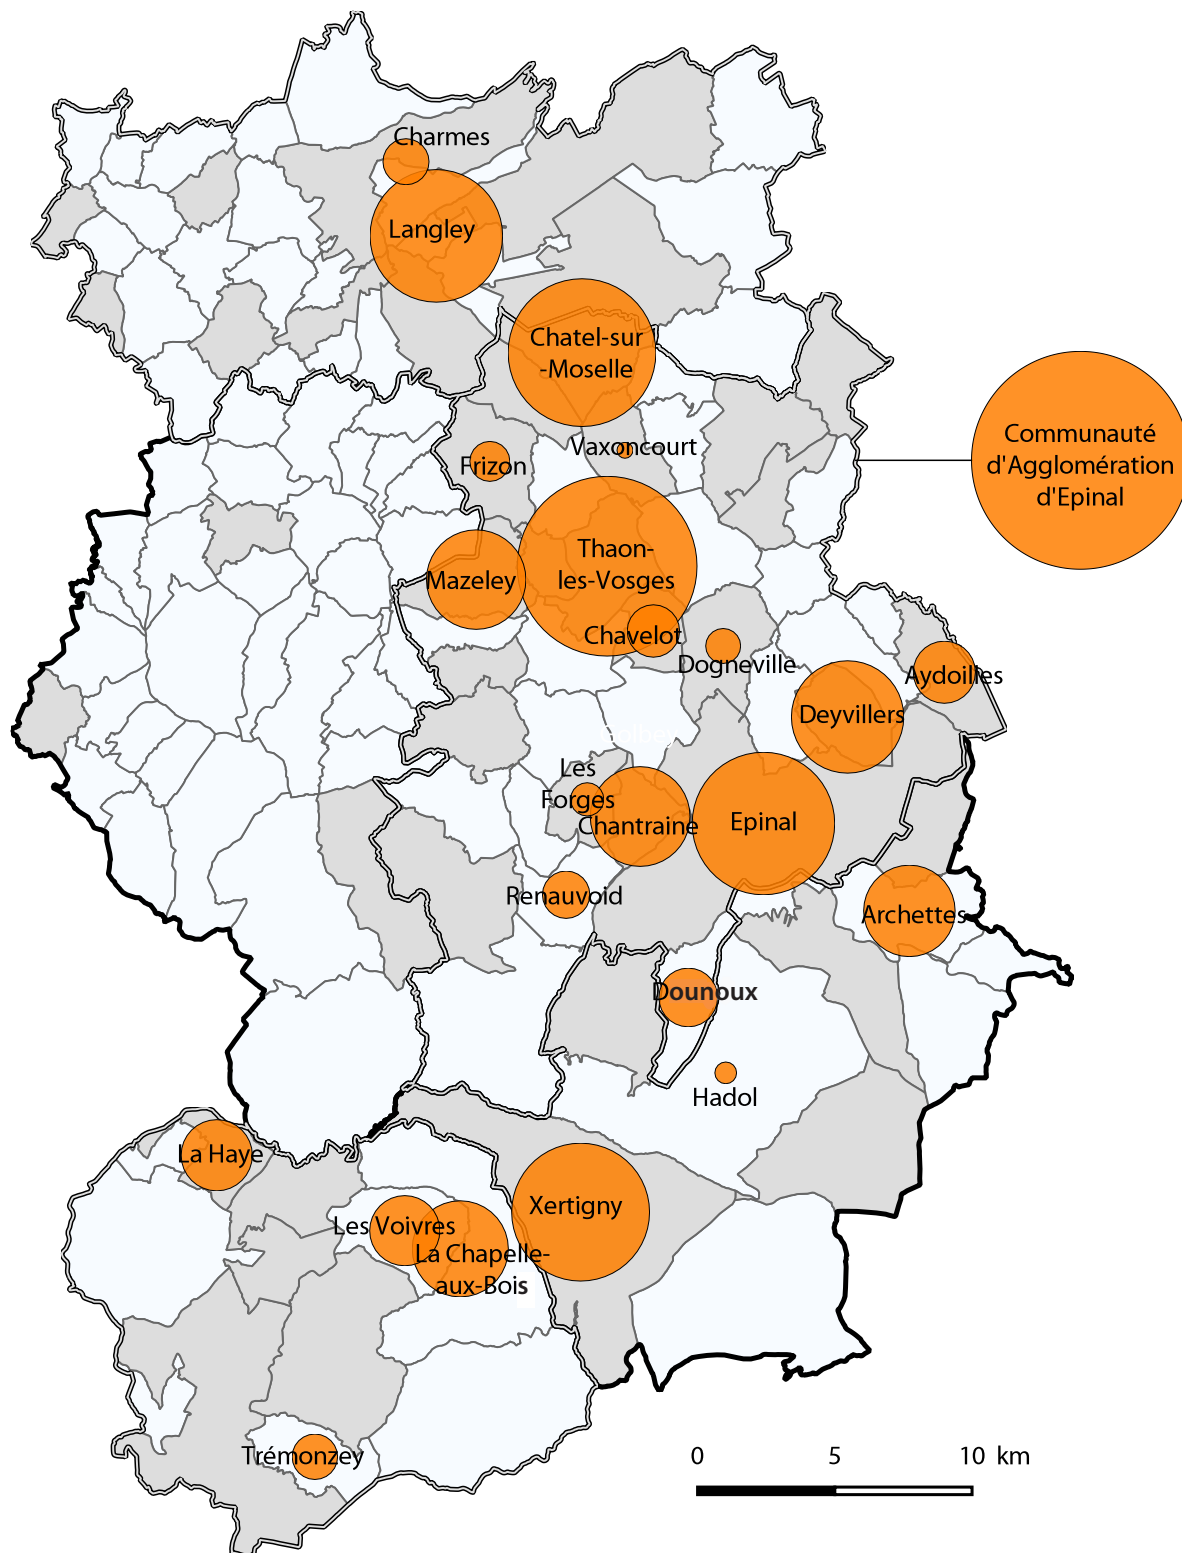 Charmes
Langley
Chatel-sur
-Moselle
Communauté
d'Agglomération
d'Epinal
Vaxoncourt
Frizon
Thaon-
les-Vosges
Mazeley
Chavelot
Dogneville
Aydoilles
Deyvillers
Golbey
Les
Forges
Chantraine
Epinal
Renauvoid
Archettes
Dounoux
Hadol
La Haye
Xertigny
Les Voivres
La Chapelle-
aux-Bois
Trémonzey
0 5 10 km